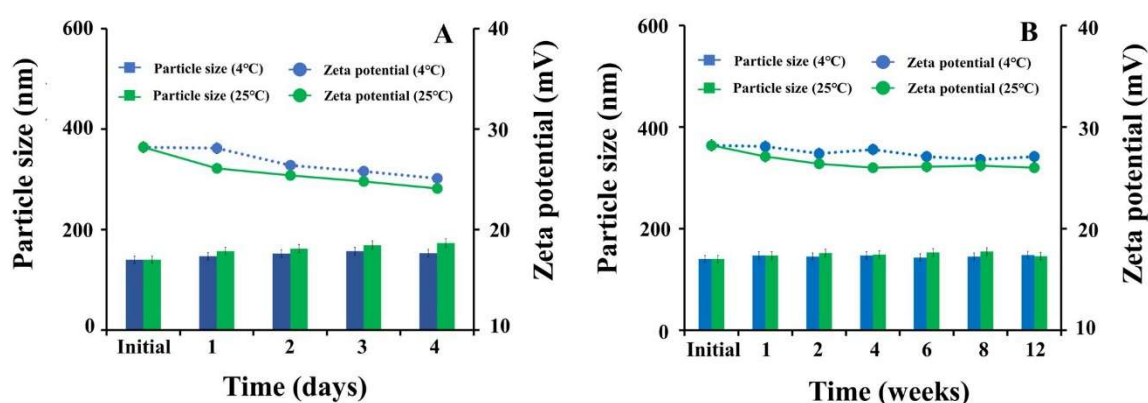 A
Particle size (nm)
600
400
200
0
Particle size (4°C)
Zeta potential (4°C)
Particle size (25°C)
Zeta potential (25°C)
40
30
20
10
Zeta potential (mV)
Initial 1 2 3 4
Time (days)
B
Particle size (nm)
600
400
200
0
Particle size (4°C)
Zeta potential (4°C)
Particle size (25°C)
Zeta potential (25°C)
40
30
20
10
Zeta potential (mV)
Initial 1 2 4 6 8 12
Time (weeks)